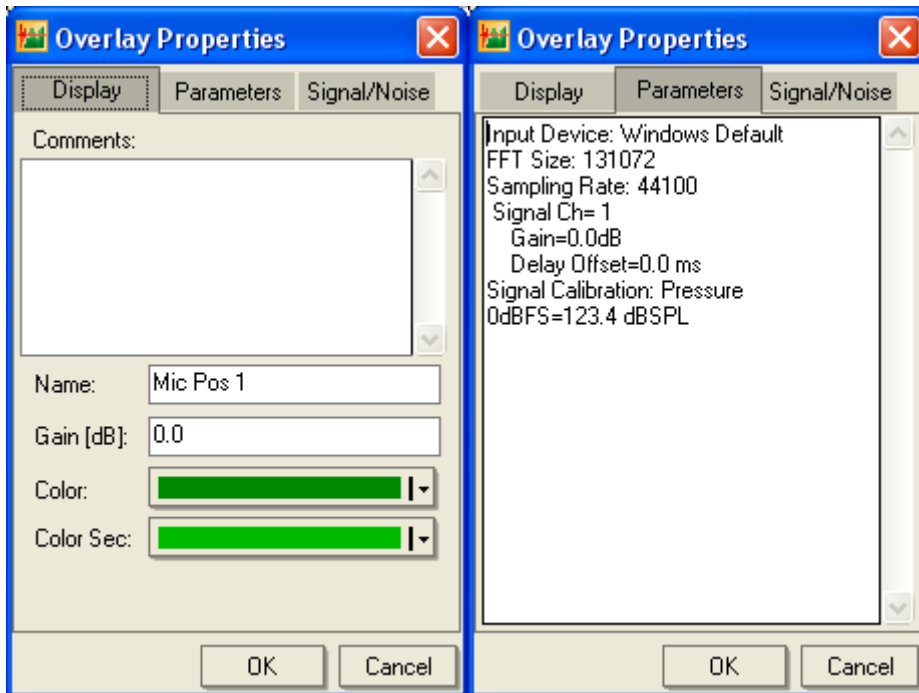 Overlay Properties
Display Parameters Signal/Noise
Comments:
Name: Mic Pos 1
Gain [dB]: 0.0
Color:
Color Sec:
OK Cancel
Overlay Properties
Display Parameters Signal/Noise
Input Device: Windows Default
FFT Size: 131072
Sampling Rate: 44100
Signal Ch= 1
Gain=0.0dB
Delay Offset=0.0 ms
Signal Calibration: Pressure
0dBFS=123.4 dBSPL
OK Cancel